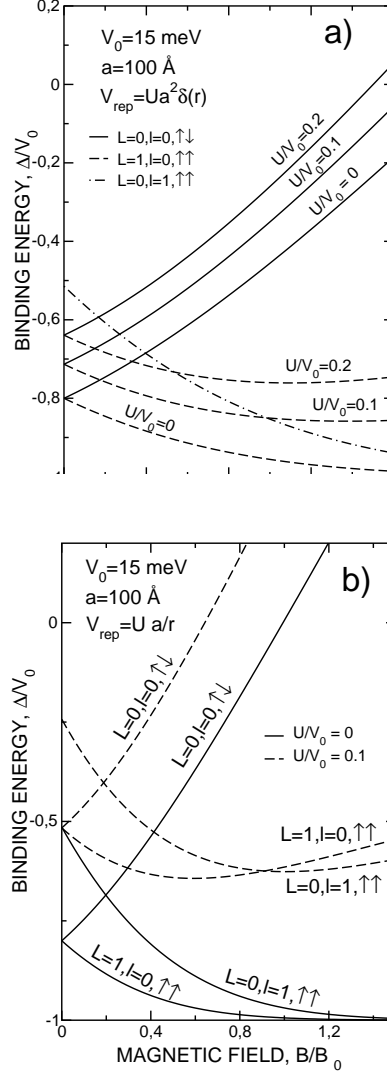 a)
V0=15 meV
a=100 Å
Vrep=Ua²δ(r)
L=0,l=0,↑↓
L=1,l=0,↑↑
L=0,l=1,↑↑
0
-0,2
-0,4
-0,6
-0,8
BINDING ENERGY, Δ/V0
U/V0=0.2
U/V0=0.1
U/V0= 0
U/V0=0.2
U/V0=0.1
U/V0=0
b)
V0=15 meV
a=100 Å
Vrep=U a/r
L=0,l=0,↑↓
L=0,l=0,↑↓
U/V0 = 0
U/V0 = 0.1
L=1,l=0,↑↑
L=0,l=1,↑↑
L=0,l=1,↑↑
L=1,l=0,↑↑
0
-0,5
-1
BINDING ENERGY, Δ/V0
0 0,4 0,8 1,2
MAGNETIC FIELD, B/B0